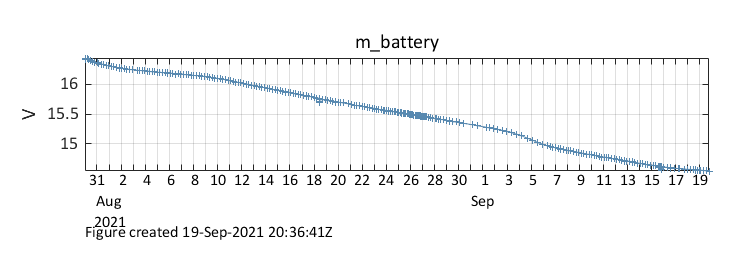 m_battery
V
16
15.5
15
31 2 4 6 8 10 12 14 16 18 20 22 24 26 28 30 1 3 5 7 9 11 13 15 17 19
Aug Sep
2021
Figure created 19-Sep-2021 20:36:41Z